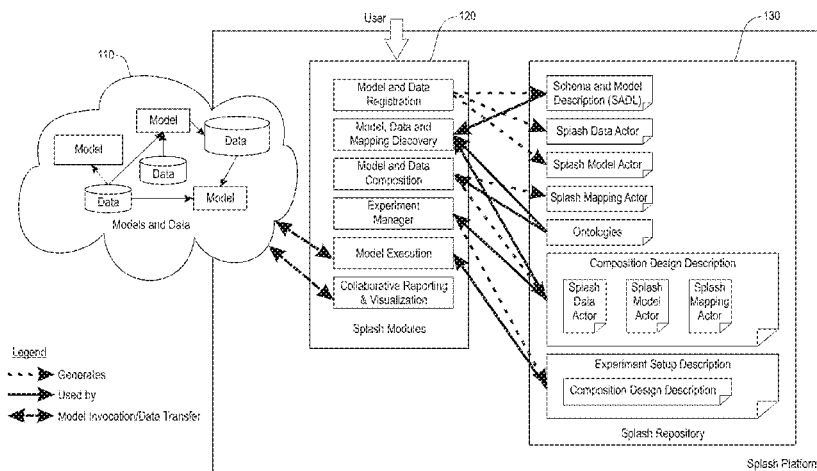 User
110
120
130
Model
Model
Data
Data
Data
Model
Models and Data
Model and Data
Registration
Model, Data and
Mapping Discovery
Model and Data
Composition
Experiment
Manager
Model Execution
Collaborative Reporting
& Visualization
Splash Modules
Schema and Model
Description (SADL)
Splash Data Actor
Splash Model Actor
Splash Mapping Actor
Ontologies
Composition Design Description
Splash
Data
Actor
Splash
Model
Actor
Splash
Mapping
Actor
Experiment Setup Description
Composition Design Description
Splash Repository
Legend
Generates
Used by
Model Invocation/Data Transfer
Splash Platform